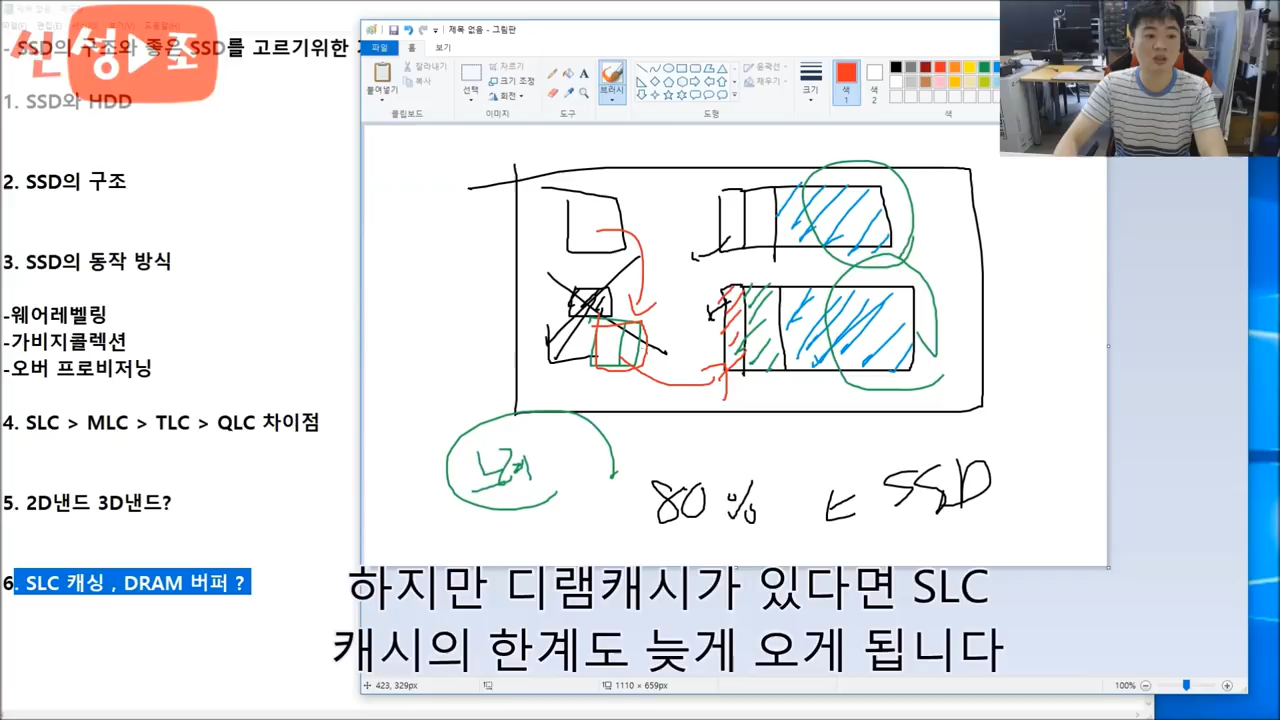 신성조
- SSD의 구조와 좋은 SSD를 고르기위한
1. SSD와 HDD
2. SSD의 구조
3. SSD의 동작 방식
-웨어레벨링
-가비지콜렉션
-오버 프로비저닝
4. SLC > MLC > TLC > QLC 차이점
5. 2D낸드 3D낸드?
6. SLC 캐싱 , DRAM 버퍼 ?
제목 없음 - 그림판
파일 홈 보기
붙여넣기
잘라내기
복사
클립보드
선택
자르기
크기 조정
회전
이미지
A
도구
브러시
윤곽선
채우기
도형
크기
색 1
색 2
색
80 % SSD
하지만 디램캐시가 있다면 SLC
캐시의 한계도 늦게 오게 됩니다
423, 329px
1110 × 659px
100%